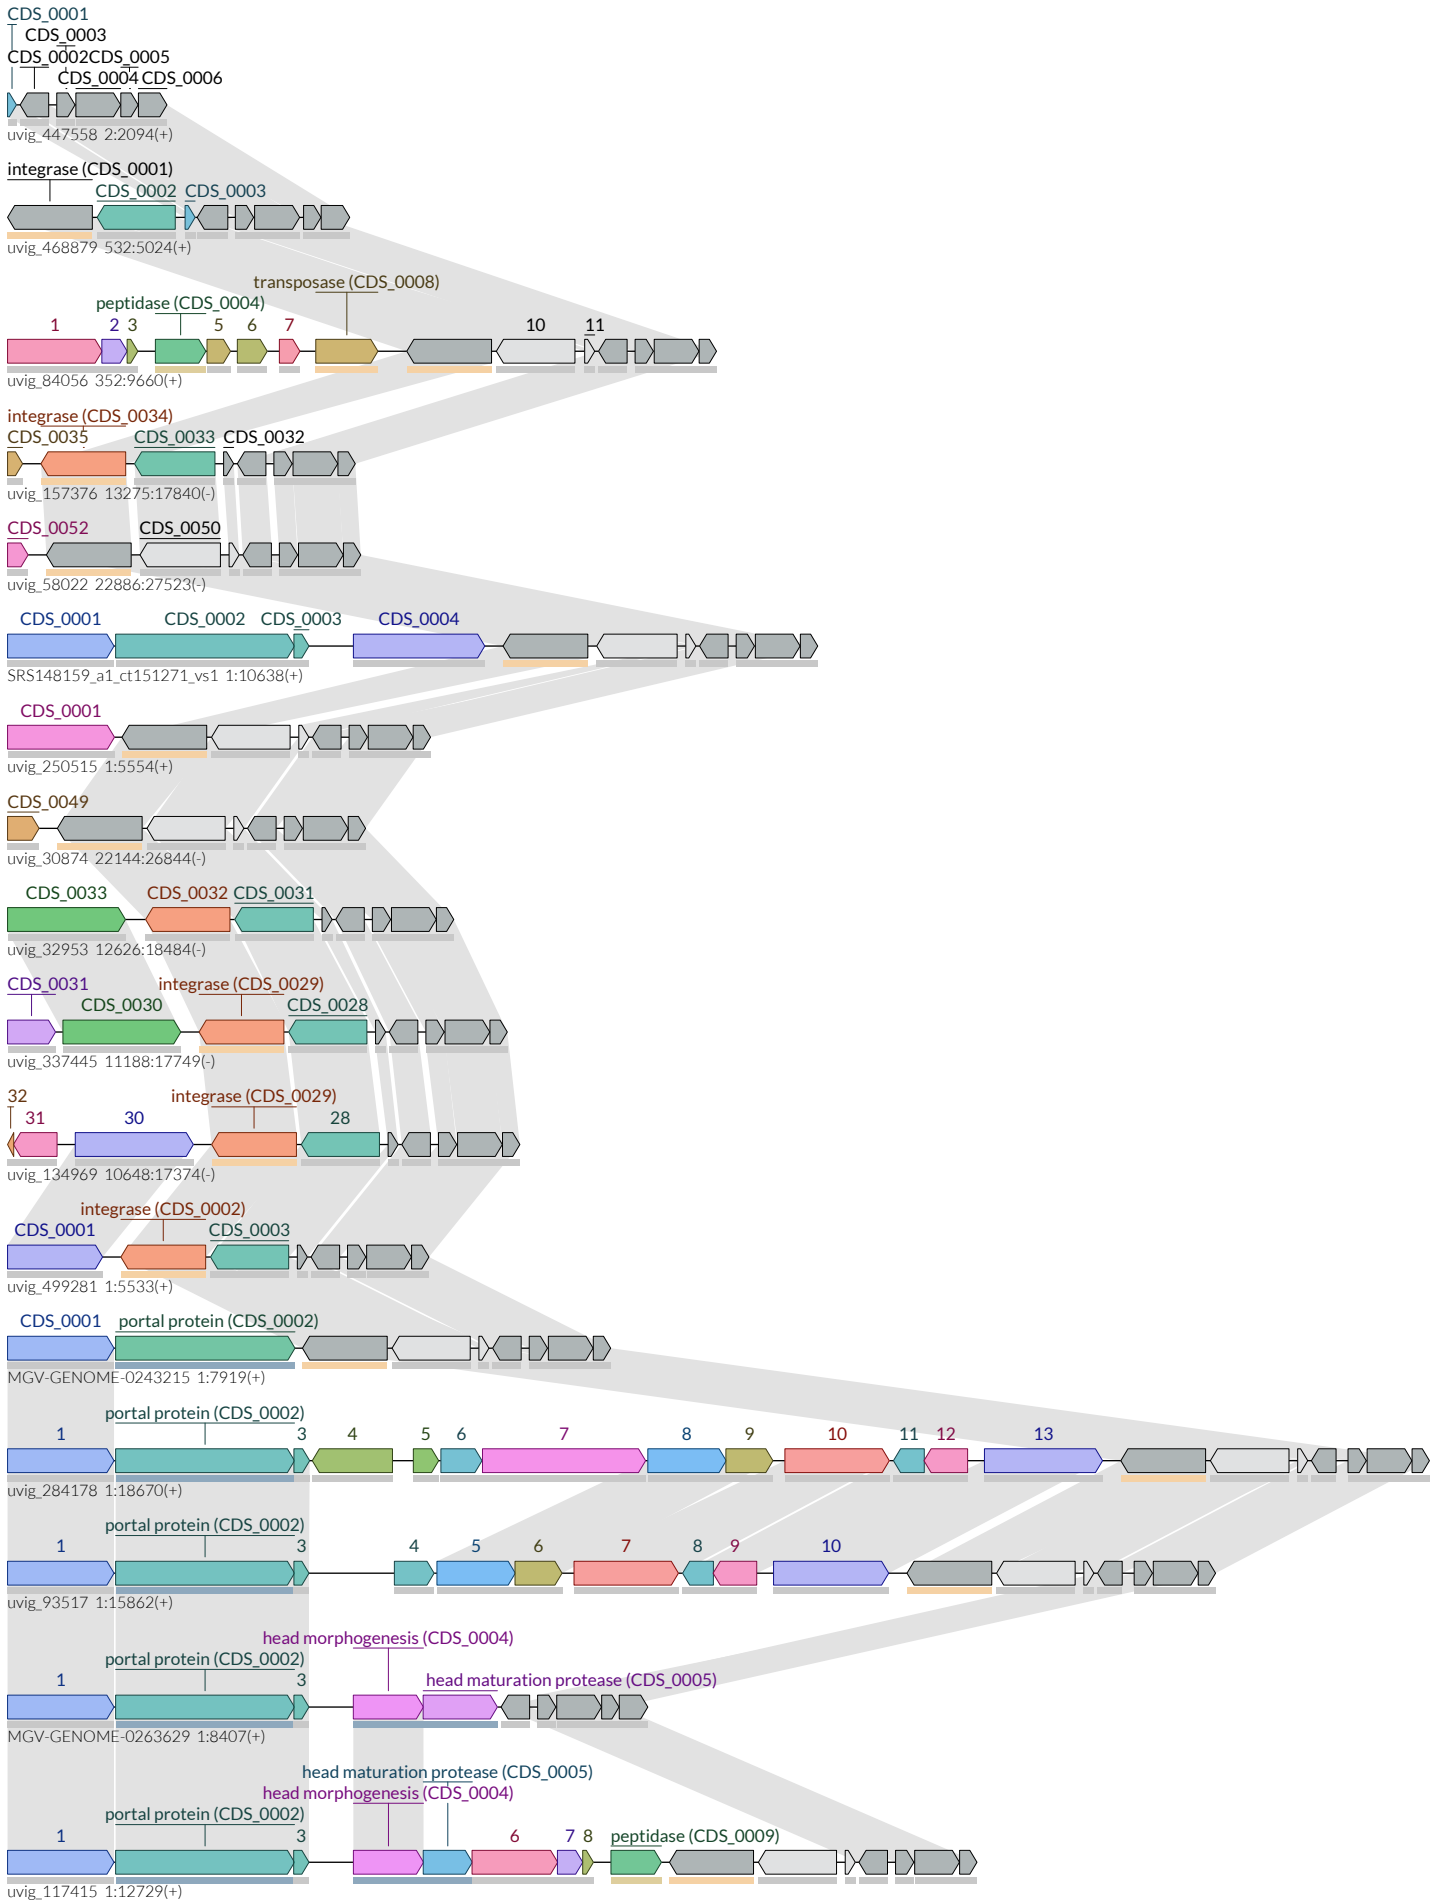 CDS_0001
CDS_0003
CDS_0002 CDS_0005
CDS_0004 CDS_0006
uvig_447558 2:2094(+)
integrase (CDS_0001)
CDS_0002 CDS_0003
uvig_468879 532:5024(+)
transposase (CDS_0008)
peptidase (CDS_0004)
1 2 3 5 6 7 10 11
uvig_84056 352:9660(+)
integrase (CDS_0034)
CDS_0035 CDS_0033 CDS_0032
uvig_157376 13275:17840(-)
CDS_0052 CDS_0050
uvig_58022 22886:27523(-)
CDS_0001 CDS_0002 CDS_0003 CDS_0004
SRS148159_a1_ct151271_vs1 1:10638(+)
CDS_0001
uvig_250515 1:5554(+)
CDS_0049
uvig_30874 22144:26844(-)
CDS_0033 CDS_0032 CDS_0031
uvig_32953 12626:18484(-)
CDS_0031 integrase (CDS_0029)
CDS_0030 CDS_0028
uvig_337445 11188:17749(-)
32 integrase (CDS_0029)
31 30 28
uvig_134969 10648:17374(-)
integrase (CDS_0002)
CDS_0001 CDS_0003
uvig_499281 1:5533(+)
CDS_0001 portal protein (CDS_0002)
MGV-GENOME-0243215 1:7919(+)
portal protein (CDS_0002)
1 3 4 5 6 7 8 9 10 11 12 13
uvig_284178 1:18670(+)
portal protein (CDS_0002)
1 3 4 5 6 7 8 9 10
uvig_93517 1:15862(+)
head morphogenesis (CDS_0004)
portal protein (CDS_0002)
1 3 head maturation protease (CDS_0005)
MGV-GENOME-0263629 1:8407(+)
head maturation protease (CDS_0005)
head morphogenesis (CDS_0004)
portal protein (CDS_0002)
1 3 6 7 8 peptidase (CDS_0009)
uvig_117415 1:12729(+)